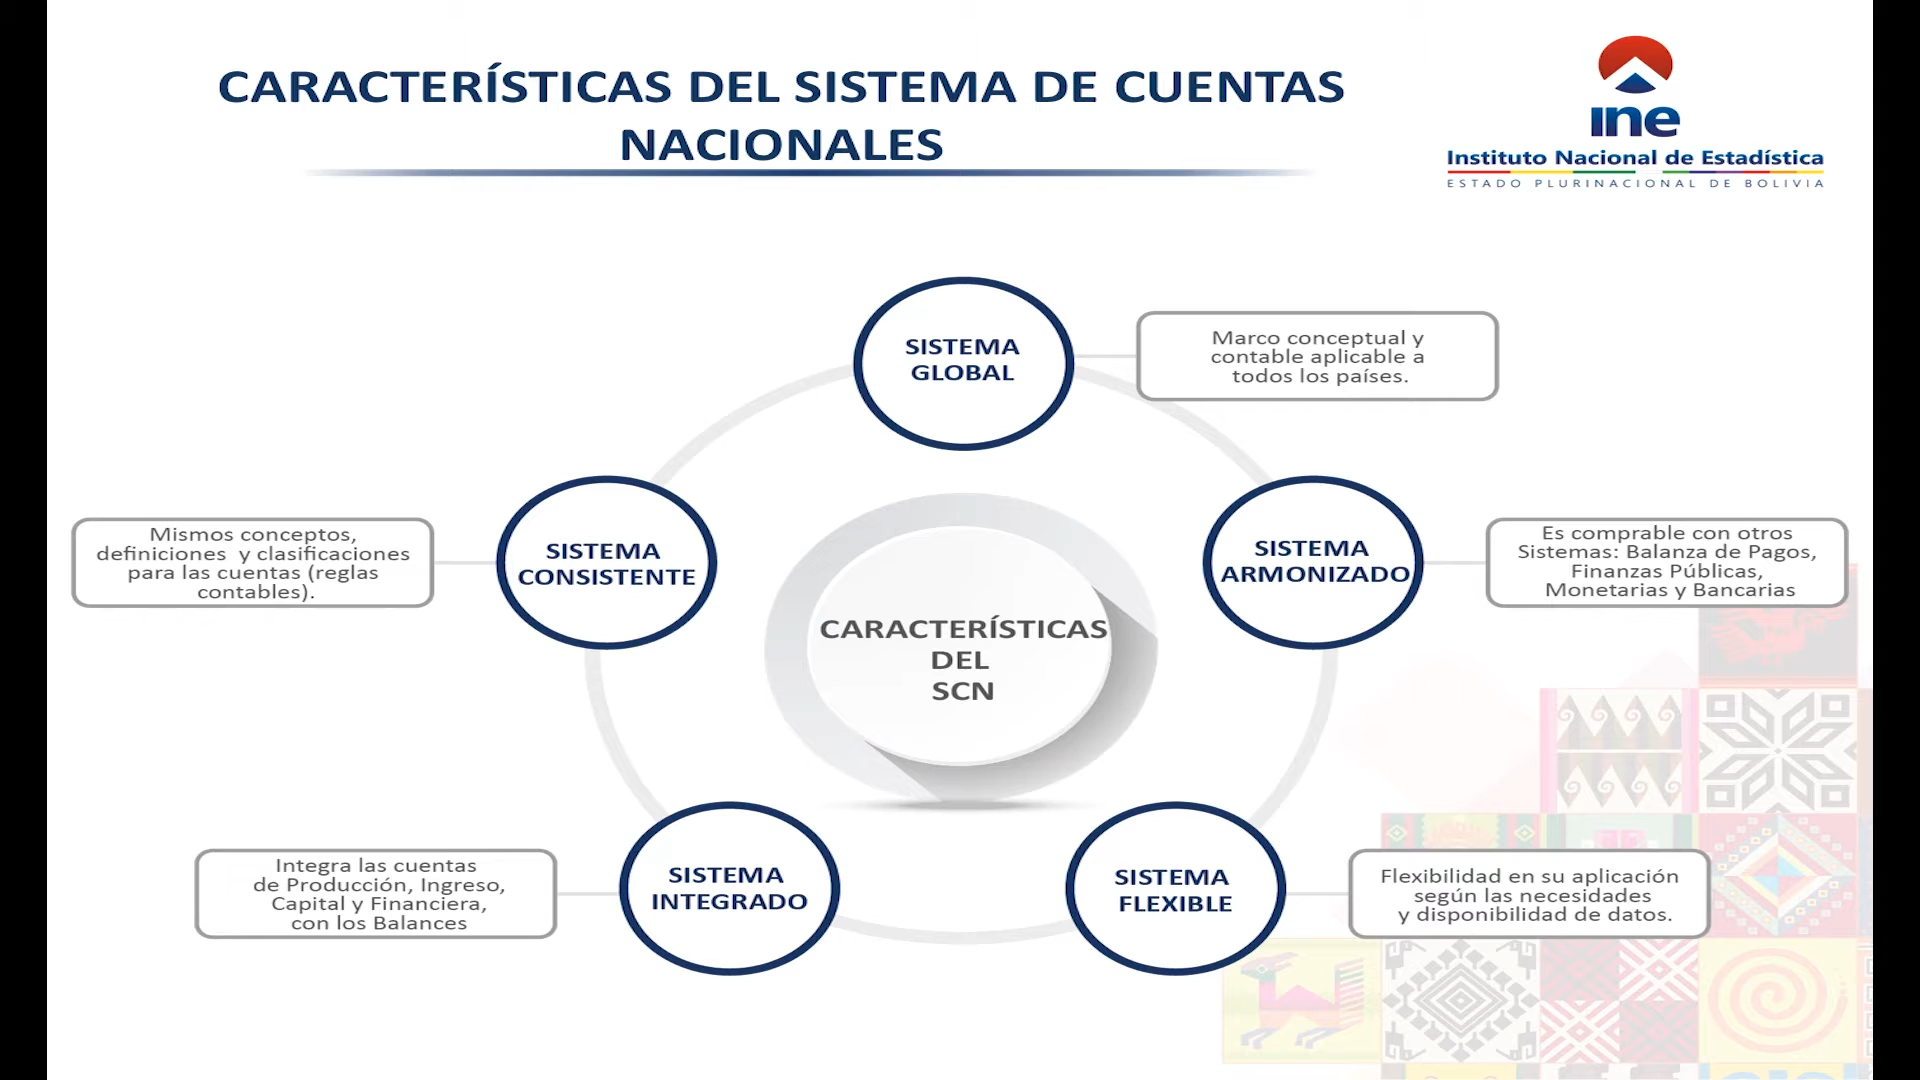 CARACTERÍSTICAS DEL SISTEMA DE CUENTAS
NACIONALES
ine
Instituto Nacional de Estadística
ESTADO PLURINACIONAL DE BOLIVIA
SISTEMA
GLOBAL
Marco conceptual y
contable aplicable a
todos los países.
Mismos conceptos,
definiciones y clasificaciones
para las cuentas (reglas
contables).
SISTEMA
CONSISTENTE
SISTEMA
ARMONIZADO
Es comprable con otros
Sistemas: Balanza de Pagos,
Finanzas Públicas,
Monetarias y Bancarias
CARACTERÍSTICAS
DEL
SCN
Integra las cuentas
de Producción, Ingreso,
Capital y Financiera,
con los Balances
SISTEMA
INTEGRADO
SISTEMA
FLEXIBLE
Flexibilidad en su aplicación
según las necesidades
y disponibilidad de datos.